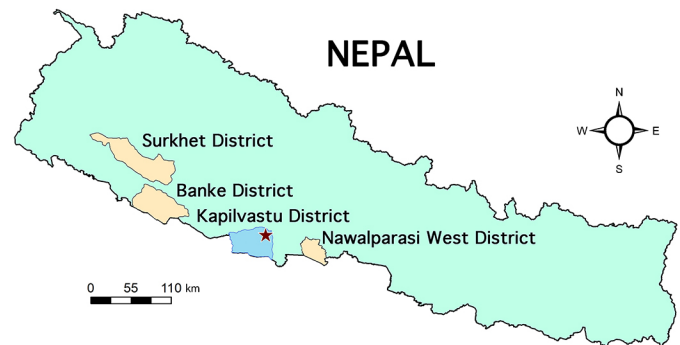 NEPAL
N
W E
S
Surkhet District
Banke District
Kapilvastu District
Nawalparasi West District
0 55 110 km